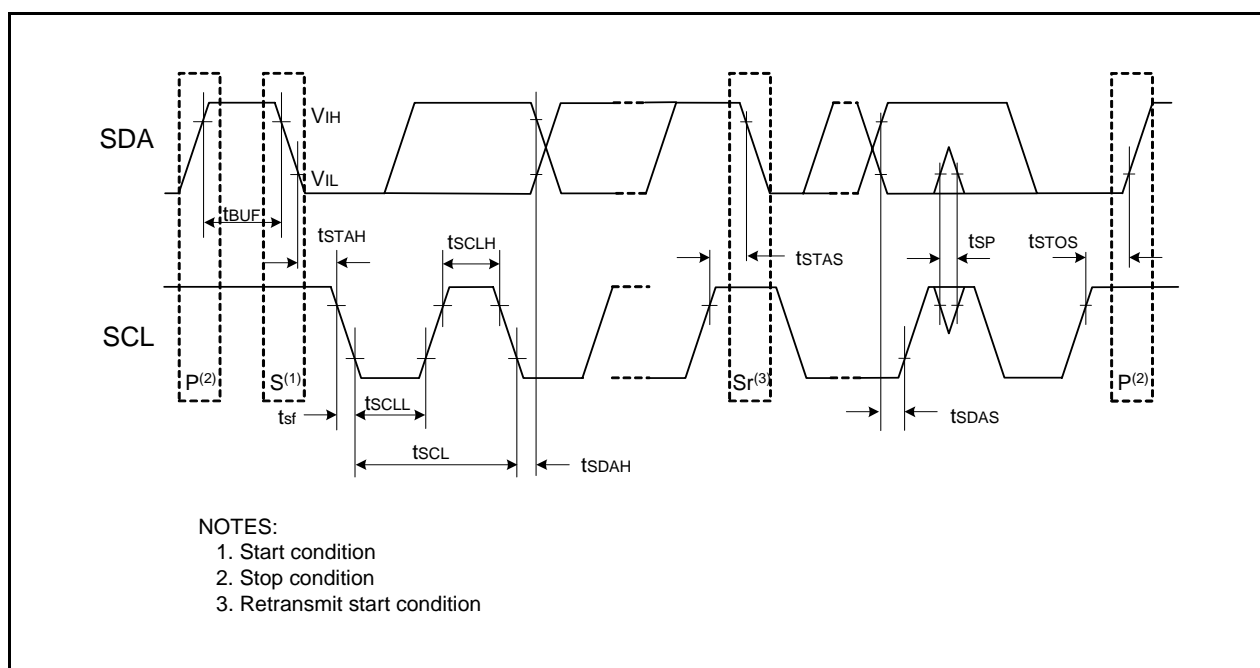 SDA
VIH
VIL
tBUF
tSTAH
tSCLH
tSTAS
tSP
tSTOS
SCL
P(2)
S(1)
Sr(3)
P(2)
tsf
tSCLL
tSCL
tSDAH
tSDAS
NOTES:
1. Start condition
2. Stop condition
3. Retransmit start condition